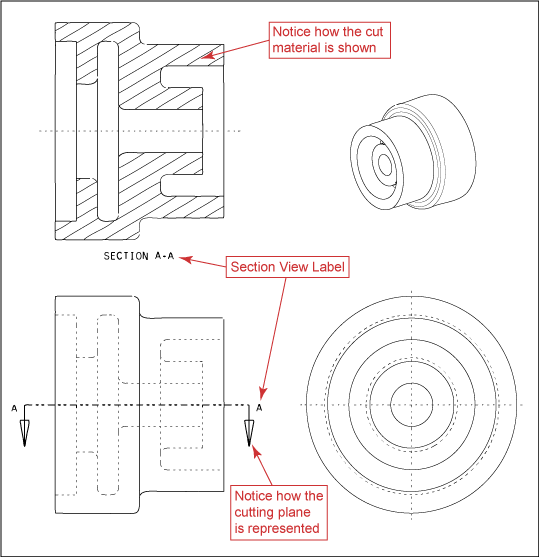 Notice how the cut
material is shown
SECTION A-A
Section View Label
A
A
Notice how the
cutting plane
is represented